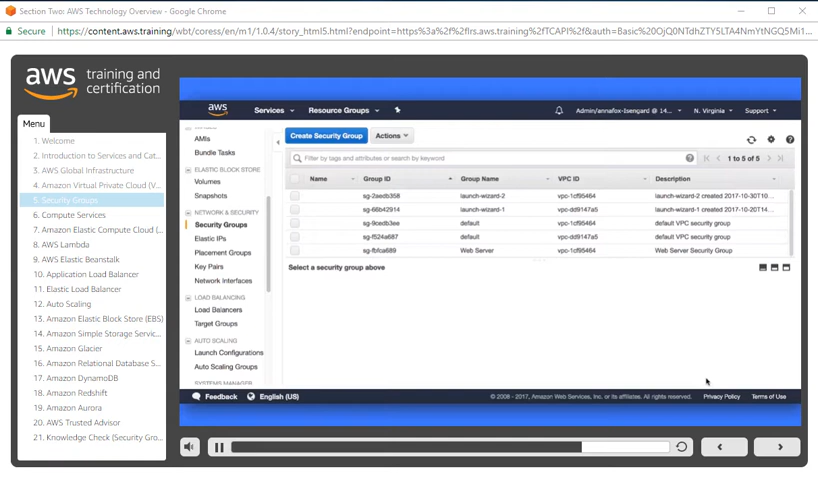 Section Two: AWS Technology Overview - Google Chrome
Secure https://content.aws.training/wbt/coress/en/m1/1.0.4/story_html5.html?endpoint=https%3a%2f%2flrs.aws.training%2fTCAPI%2f&auth=Basic%20OjQ0NTdhZTY5LTA4NmYtNGQ5Mi1...
aws training and certification
Menu
1. Welcome
2. Introduction to Services and Cat...
3. AWS Global Infrastructure
4. Amazon Virtual Private Cloud (V...
5. Security Groups
6. Compute Services
7. Amazon Elastic Compute Cloud (...
8. AWS Lambda
9. AWS Elastic Beanstalk
10. Application Load Balancer
11. Elastic Load Balancer
12. Auto Scaling
13. Amazon Elastic Block Store (EBS)
14. Amazon Simple Storage Servic...
15. Amazon Glacier
16. Amazon Relational Database S...
17. Amazon DynamoDB
18. Amazon Redshift
19. Amazon Aurora
20. AWS Trusted Advisor
21. Knowledge Check (Security Gro...
aws Services Resource Groups Admin/annafox-Isengard @ 14... N. Virginia Support
AMIs
Bundle Tasks
ELASTIC BLOCK STORE
Volumes
Snapshots
NETWORK & SECURITY
Security Groups
Elastic IPs
Placement Groups
Key Pairs
Network Interfaces
LOAD BALANCING
Load Balancers
Target Groups
AUTO SCALING
Launch Configurations
Auto Scaling Groups
SYSTEMS MANAGER
Create Security Group Actions
Filter by tags and attributes or search by keyword 1 to 5 of 5
Name Group ID Group Name VPC ID Description
sg-2aedb358 launch-wizard-2 vpc-1cf95464 launch-wizard-2 created 2017-10-30T10...
sg-66b42914 launch-wizard-1 vpc-dd9147a5 launch-wizard-1 created 2017-10-20T14...
sg-9cedb3ee default vpc-1cf95464 default VPC security group
sg-f524a687 default vpc-dd9147a5 default VPC security group
sg-fbfca689 Web Server vpc-1cf95464 Web Server Security Group
Select a security group above
Feedback English (US) © 2008 - 2017, Amazon Web Services, Inc. or its affiliates. All rights reserved. Privacy Policy Terms of Use